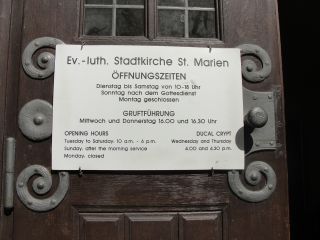 Ev.-luth. Stadtkirche St. Marien
ÖFFNUNGSZEITEN
Dienstag bis Samstag von 10-18 Uhr
Sonntag nach dem Gottesdienst
Montag geschlossen
GRUFTFÜHRUNG
Mittwoch und Donnerstag 16.00 und 16.30 Uhr
OPENING HOURS
Tuesday to Saturday: 10 a.m. - 6 p.m.
Sunday: after the morning service
Monday: closed
DUCAL CRYPT
Wednesday and Thursday
4.00 and 4.30 p.m.